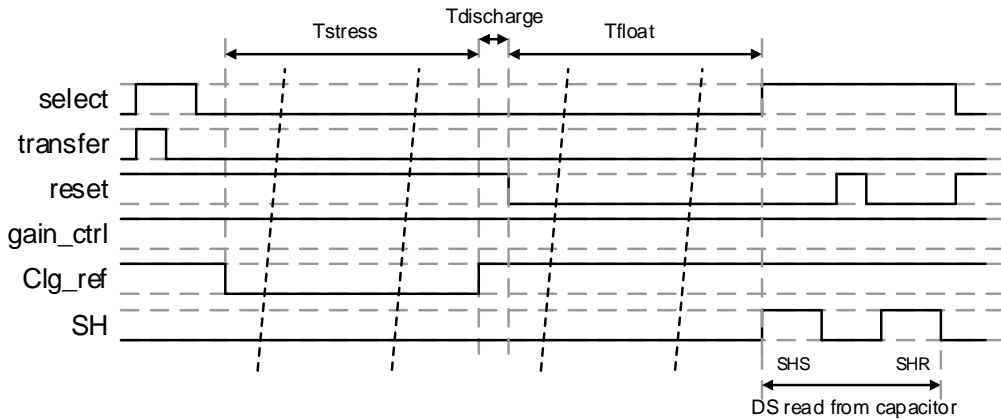 Tdischarge
Tstress
Tfloat
select
transfer
reset
gain_ctrl
Clg_ref
SH
SHS
SHR
DS read from capacitor